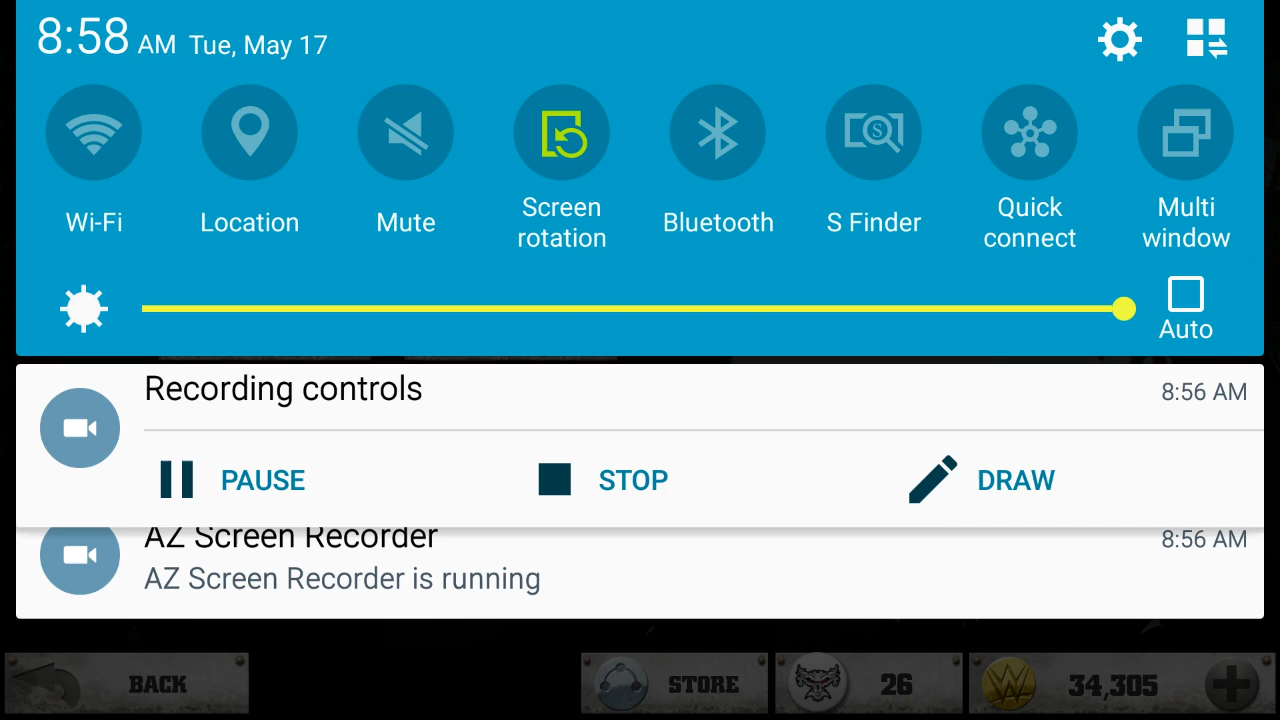 8:58 AM Tue, May 17
Wi-Fi
Location
Mute
Screen
rotation
Bluetooth
S Finder
Quick
connect
Multi
window
Auto
Recording controls
8:56 AM
PAUSE
STOP
DRAW
AZ Screen Recorder
8:56 AM
AZ Screen Recorder is running
BACK
STORE
26
34,305